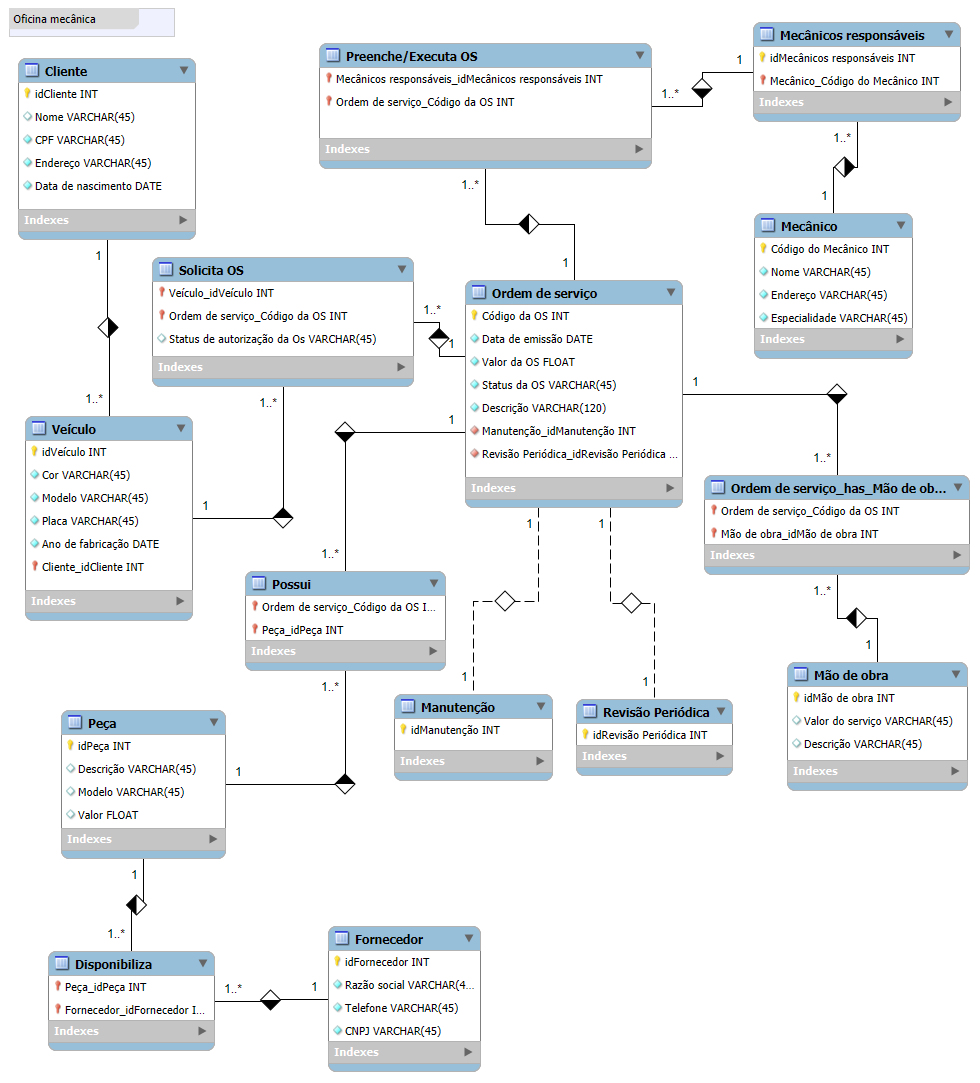 Oficina mecânica
Cliente
idCliente INT
Nome VARCHAR(45)
CPF VARCHAR(45)
Endereço VARCHAR(45)
Data de nascimento DATE
Indexes
1
1..*
Preenche/Executa OS
Mecânicos responsáveis_idMecânicos responsáveis INT
Ordem de serviço_Código da OS INT
Indexes
1..*
1
Mecânicos responsáveis
idMecânicos responsáveis INT
Mecânico_Código do Mecânico INT
Indexes
1..*
1
Mecânico
Código do Mecânico INT
Nome VARCHAR(45)
Endereço VARCHAR(45)
Especialidade VARCHAR(45)
Indexes
1..*
1
Solicita OS
Veículo_idVeículo INT
Ordem de serviço_Código da OS INT
Status de autorização da Os VARCHAR(45)
Indexes
1..*
1
1..*
1
Ordem de serviço
Código da OS INT
Data de emissão DATE
Valor da OS FLOAT
Status da OS VARCHAR(45)
Descrição VARCHAR(120)
Manutenção_idManutenção INT
Revisão Periódica_idRevisão Periódica ...
Indexes
1
1..*
Veículo
idVeículo INT
Cor VARCHAR(45)
Modelo VARCHAR(45)
Placa VARCHAR(45)
Ano de fabricação DATE
Cliente_idCliente INT
Indexes
1
1..*
Ordem de serviço_has_Mão de ob...
Ordem de serviço_Código da OS INT
Mão de obra_idMão de obra INT
Indexes
1..*
1
Possui
Ordem de serviço_Código da OS I...
Peça_idPeça INT
Indexes
1..*
1
1
1
Manutenção
idManutenção INT
Indexes
1
1
Revisão Periódica
idRevisão Periódica INT
Indexes
Mão de obra
idMão de obra INT
Valor do serviço VARCHAR(45)
Descrição VARCHAR(45)
Indexes
Peça
idPeça INT
Descrição VARCHAR(45)
Modelo VARCHAR(45)
Valor FLOAT
Indexes
1
1..*
Disponibiliza
Peça_idPeça INT
Fornecedor_idFornecedor I...
Indexes
1..*
1
Fornecedor
idFornecedor INT
Razão social VARCHAR(4...
Telefone VARCHAR(45)
CNPJ VARCHAR(45)
Indexes